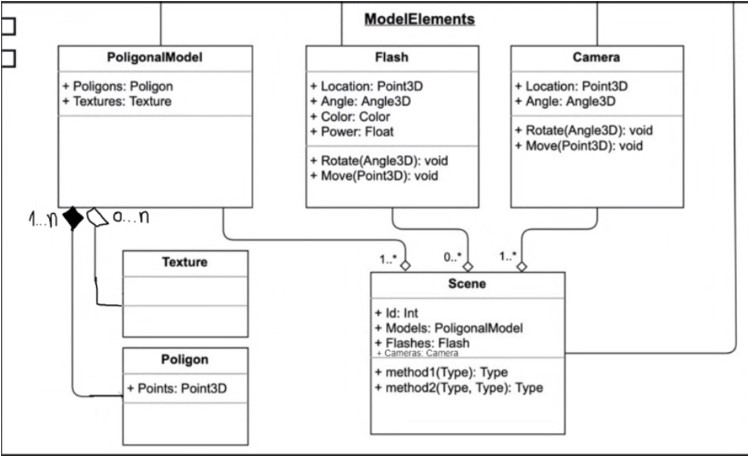 ModelElements
PoligonalModel
+ Poligons: Poligon
+ Textures: Texture
Flash
+ Location: Point3D
+ Angle: Angle3D
+ Color: Color
+ Power: Float
+ Rotate(Angle3D): void
+ Move(Point3D): void
Camera
+ Location: Point3D
+ Angle: Angle3D
+ Rotate(Angle3D): void
+ Move(Point3D): void
1...n
0...n
1..*
0..*
1..*
Texture
Poligon
+ Points: Point3D
Scene
+ Id: Int
+ Models: PoligonalModel
+ Flashes: Flash
+ Cameras: Camera
+ method1(Type): Type
+ method2(Type, Type): Type